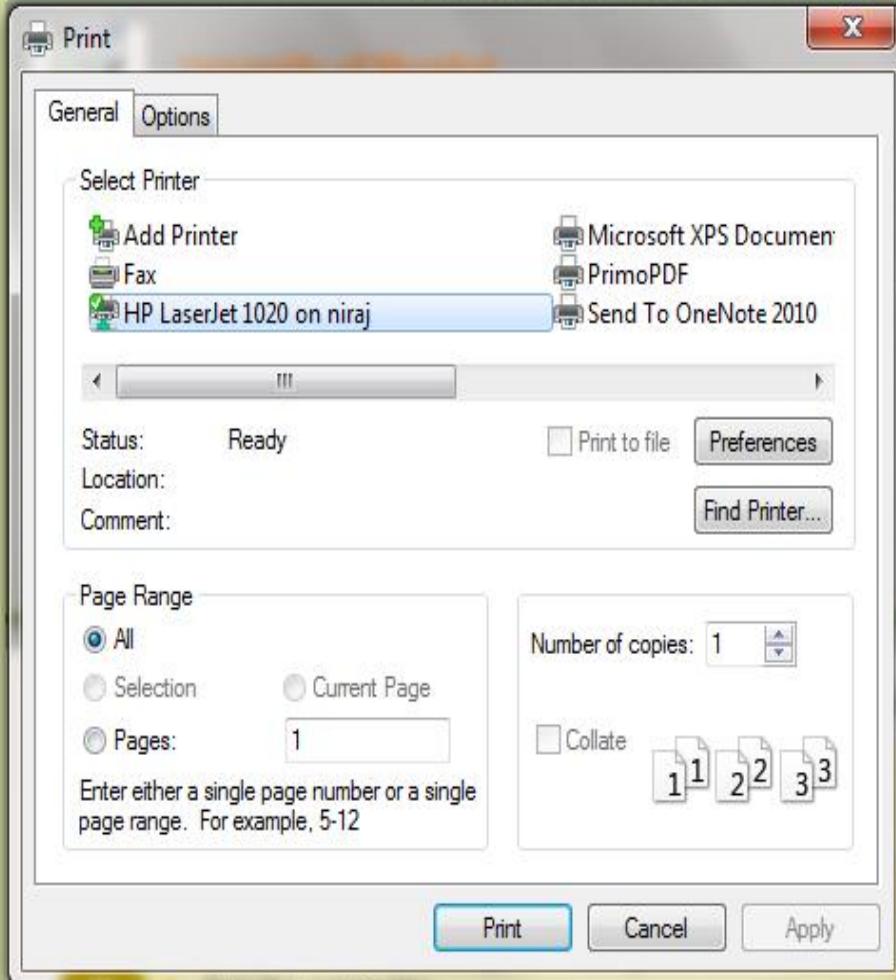 Print
X
General
Options
Select Printer
Add Printer
Microsoft XPS Documen
Fax
PrimoPDF
HP LaserJet 1020 on niraj
Send To OneNote 2010
Status: Ready
Print to file
Preferences
Location:
Comment:
Find Printer...
Page Range
All
Selection
Current Page
Pages: 1
Enter either a single page number or a single
page range. For example, 5-12
Number of copies: 1
Collate
1 1 2 2 3 3
Print
Cancel
Apply